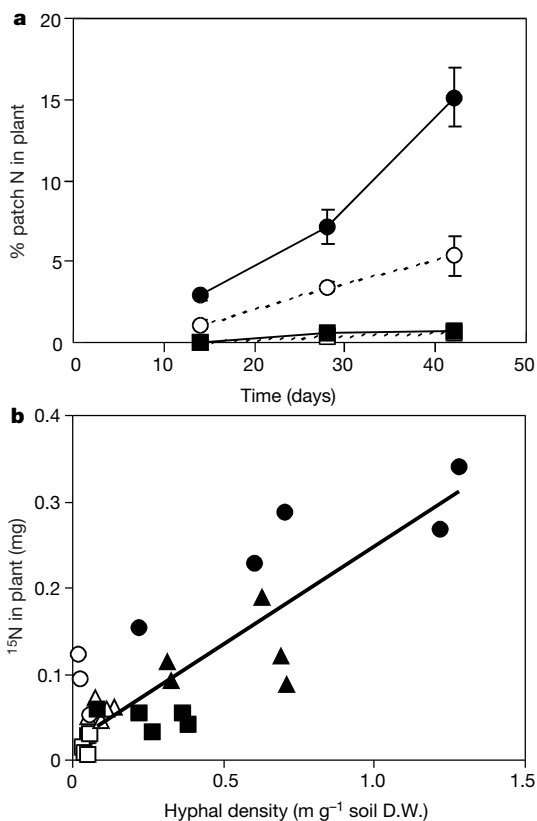 a
20
15
10
5
0
% patch N in plant
0 10 20 30 40 50
Time (days)
b
0.4
0.3
0.2
0.1
0
¹⁵N in plant (mg)
0 0.5 1.0 1.5
Hyphal density (m g⁻¹ soil D.W.)